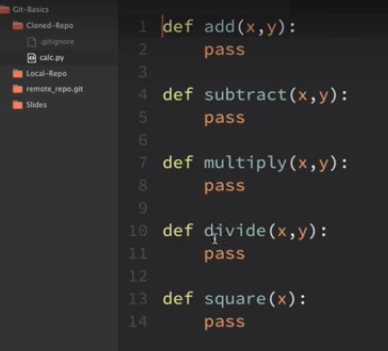 Git-Basics
Cloned-Repo
.gitignore
calc.py
Local-Repo
remote_repo.git
Slides
1 def add(x,y):
2     pass
3
4 def subtract(x,y):
5     pass
6
7 def multiply(x,y):
8     pass
9
10 def divide(x,y):
11     pass
12
13 def square(x):
14     pass